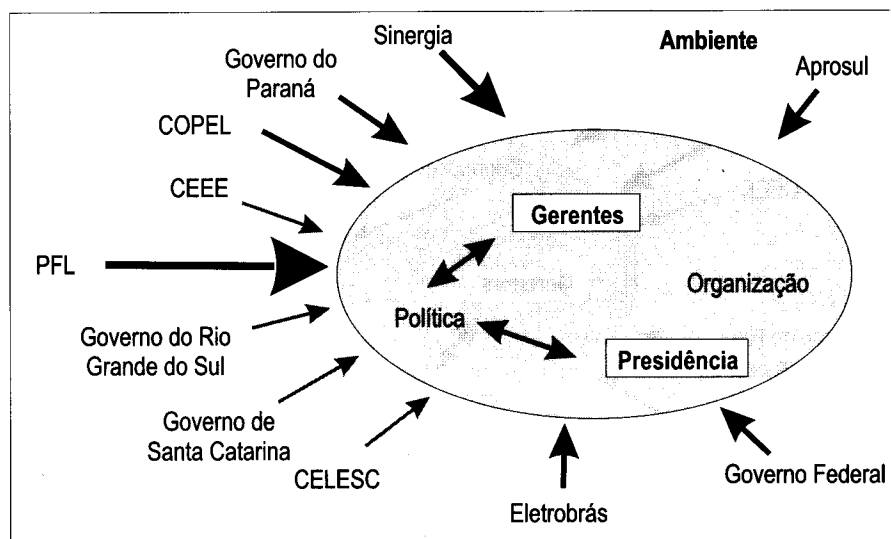 Sinergia
Ambiente
Governo do
Paraná
Aprosul
COPEL
CEEE
Gerentes
PFL
Organização
Política
Governo do Rio
Grande do Sul
Presidência
Governo de
Santa Catarina
CELESC
Governo Federal
Eletrobrás